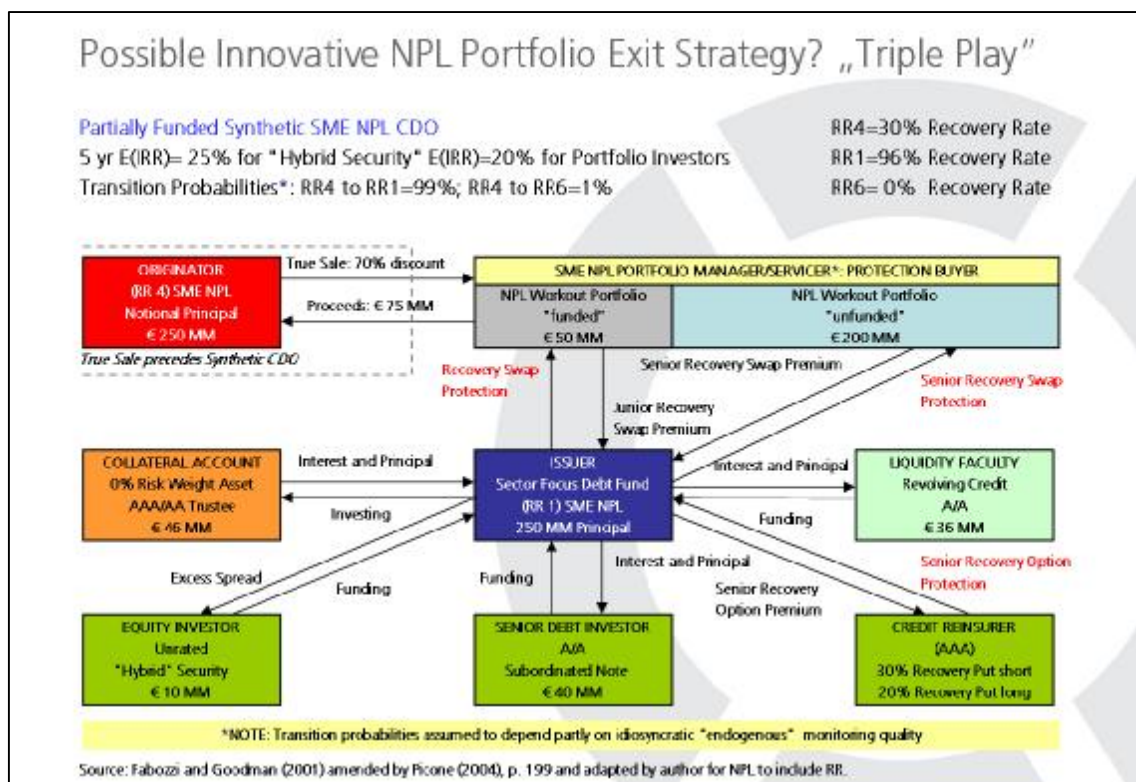 Possible Innovative NPL Portfolio Exit Strategy? „Triple Play”
Partially Funded Synthetic SME NPL CDO
5 yr E(IRR)= 25% for "Hybrid Security" E(IRR)=20% for Portfolio Investors
Transition Probabilities*: RR4 to RR1=99%; RR4 to RR6=1%
RR4=30% Recovery Rate
RR1=96% Recovery Rate
RR6= 0% Recovery Rate
ORIGINATOR
(RR 4) SME NPL
Notional Principal
€ 250 MM
True Sale precedes Synthetic CDO
True Sale: 70% discount
Proceeds: € 75 MM
SME NPL PORTFOLIO MANAGER/SERVICER*: PROTECTION BUYER
NPL Workout Portfolio
"funded"
€ 50 MM
NPL Workout Portfolio
"unfunded"
€ 200 MM
Recovery Swap
Protection
Senior Recovery Swap Premium
Senior Recovery Swap
Protection
Junior Recovery
Swap Premium
COLLATERAL ACCOUNT
0% Risk Weight Asset
AAA/AA Trustee
€ 46 MM
Interest and Principal
Investing
ISSUER
Sector Focus Debt Fund
(RR 1) SME NPL
250 MM Principal
Interest and Principal
Funding
LIQUIDITY FACULTY
Revolving Credit
A/A
€ 36 MM
Excess Spread
Funding
Funding
Interest and Principal
Senior Recovery
Option Premium
Senior Recovery Option
Protection
EQUITY INVESTOR
Unrated
"Hybrid" Security
€ 10 MM
SENIOR DEBT INVESTOR
A/A
Subordinated Note
€ 40 MM
CREDIT REINSURER
(AAA)
30% Recovery Put short
20% Recovery Put long
*NOTE: Transition probabilities assumed to depend partly on idiosyncratic "endogenous" monitoring quality
Source: Fabozzi and Goodman (2001) amended by Picone (2004), p. 199 and adapted by author for NPL to include RR.